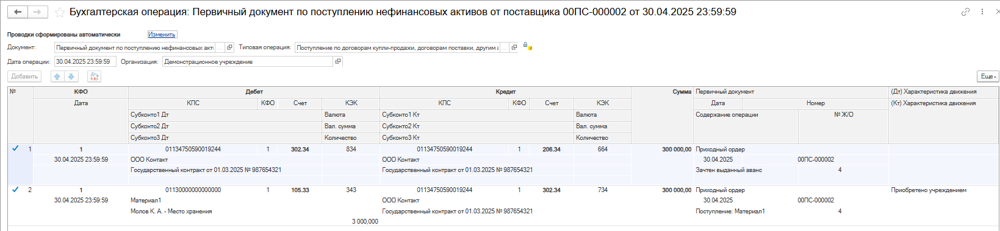 Бухгалтерская операция: Первичный документ по поступлению нефинансовых активов от поставщика 00ПС-000002 от 30.04.2025 23:59:59
Проводки сформированы автоматически Изменить
Документ: Первичный документ по поступлению нефинансовых акт ... Типовая операция: Поступление по договорам купли-продажи, договорам поставки, другим а ...
Дата операции: 30.04.2025 23:59:59 Организация: Демонстрационное учреждение
Добавить Дт Кт Еще
№ КФО Дебет Кредит Сумма Первичный документ (Дт) Характеристика движения
Дата КПС КФО Счет КЭК КПС КФО Счет КЭК Дата Номер (Кт) Характеристика движения
Субконто1 Дт Валюта Субконто1 Кт Валюта Содержание операции № Ж/О
Субконто2 Дт Вал. сумма Субконто2 Кт Вал. сумма
Субконто3 Дт Количество Субконто3 Кт Количество
1 1 01134750590019244 1 302.34 834 01134750590019244 1 206.34 664 300 000,00 Приходный ордер
30.04.2025 23:59:59 ООО Контакт ООО Контакт 30.04.2025 00ПС-000002
Государственный контракт от 01.03.2025 № 987654321 Государственный контракт от 01.03.2025 № 987654321 Зачтен выданный аванс 4
2 1 01130000000000000 1 105.33 343 01134750590019244 1 302.34 734 300 000,00 Приходный ордер Приобретено учреждением
30.04.2025 23:59:59 Материал1 ООО Контакт 30.04.2025 00ПС-000002
Молов К. А. - Место хранения Государственный контракт от 01.03.2025 № 987654321 Поступление: Материал1 4
3 000,000